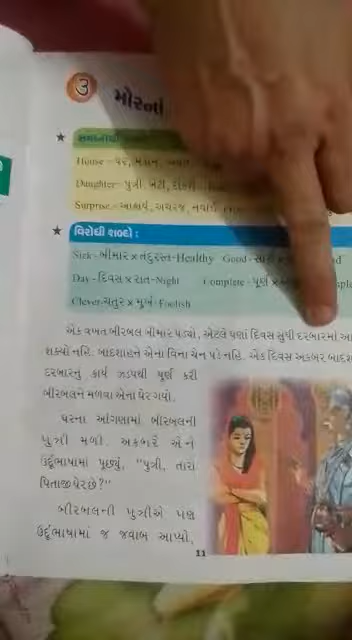 ૩
મોરનાં
★ સમાનાર્થી
House - ઘર, મકાન,
Daughter- પુત્રી, બેટી, દીકરી
Surprise - આશ્ચર્ય, અચરજ, નવાઈ
★ વિરોધી શબ્દો :
Sick - બીમાર x તંદુરસ્ત-Healthy Good-
Day - દિવસ x રાત-Night Complete - પૂર્ણ x
Clever-ચતુર x મુર્ખ- Foolish
એક વખત બીરબલ બીમાર પડ્યો, એટલે ઘણાં દિવસ સુધી દરબારમાં આ
શક્યો નહિ. બાદશાહને એના વિના ચેન પડે નહિ. એક દિવસ અકબર બાદશ
દરબારનું કાર્ય ઝડપથી પૂર્ણ કરી
બીરબલને મળવા એના ઘેર ગયો.
ઘરના આંગણામાં બીરબલની
પુત્રી મળી. અકબરે એને
ઉર્દૂભાષામાં પૂછ્યું, "પુત્રી, તારા
પિતાજી ઘેર છે?"
બીરબલની પુત્રીએ પણ
ઉર્દૂભાષામાં જ જવાબ આપ્યો,
11